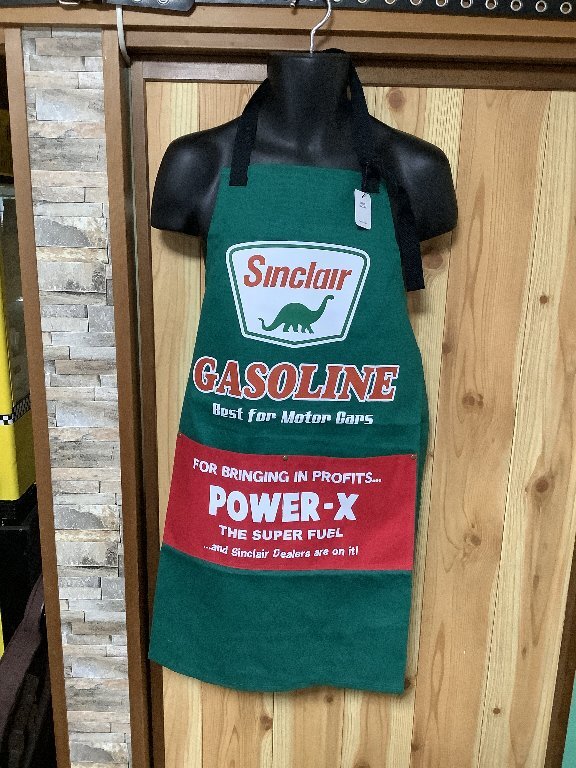 Sinclair
GASOLINE
Best for Motor Cars
FOR BRINGING IN PROFITS...
POWER-X
THE SUPER FUEL
...and Sinclair Dealers are on it!